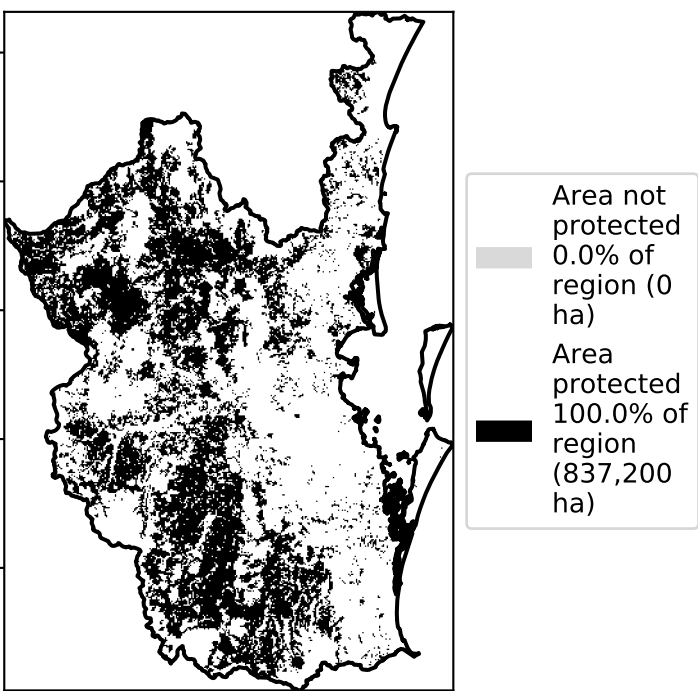 Area not
protected
0.0% of
region (0
ha)
Area
protected
100.0% of
region
(837,200
ha)